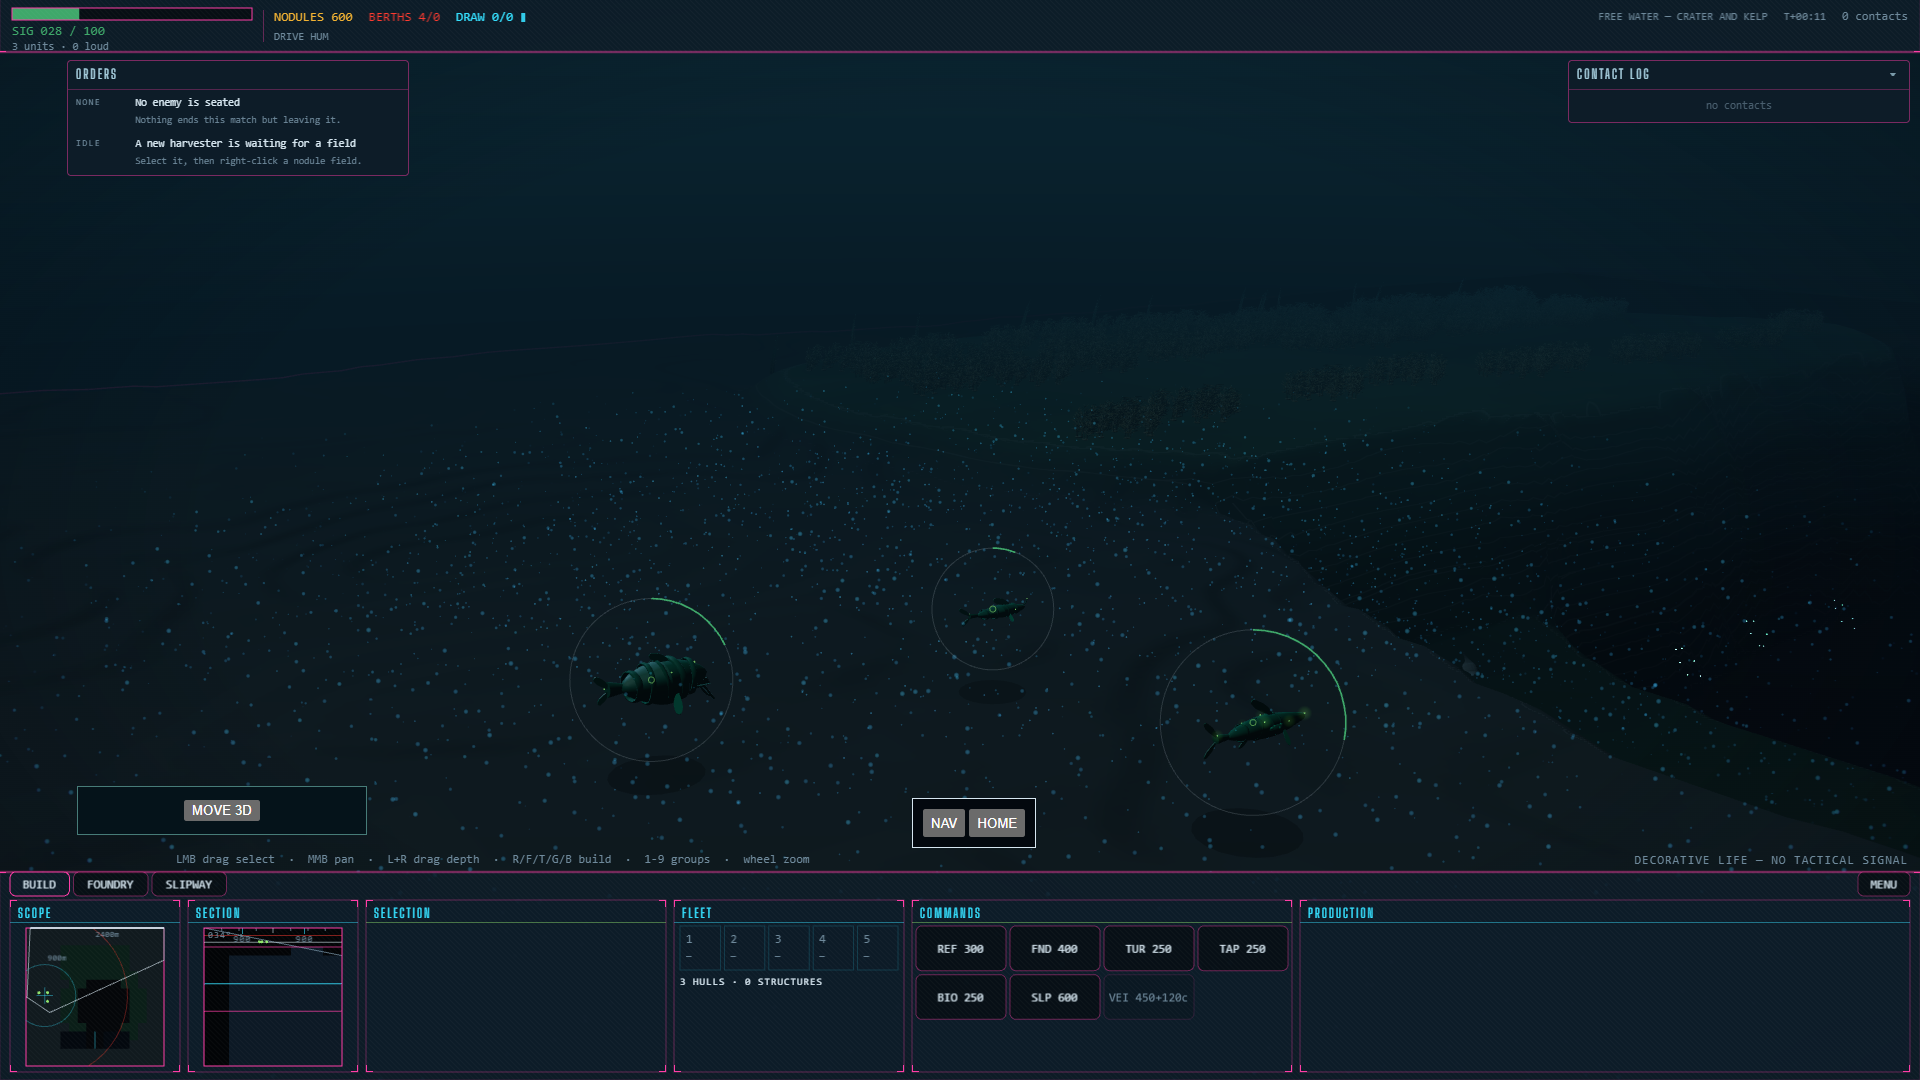 SIG 028 / 100
3 units · 0 loud
NODULES 600 BERTHS 4/0 DRAW 0/0
DRIVE HUM
FREE WATER — CRATER AND KELP T+00:11 0 contacts
ORDERS
NONE No enemy is seated
Nothing ends this match but leaving it.
IDLE A new harvester is waiting for a field
Select it, then right-click a nodule field.
CONTACT LOG
no contacts
MOVE 3D
NAV HOME
LMB drag select · MMB pan · L+R drag depth · R/F/T/G/B build · 1-9 groups · wheel zoom
DECORATIVE LIFE — NO TACTICAL SIGNAL
BUILD FOUNDRY SLIPWAY
MENU
SCOPE
2400m
900m
SECTION
034°
900 900
SELECTION
FLEET
1 2 3 4 5
– – – – –
3 HULLS · 0 STRUCTURES
COMMANDS
REF 300 FND 400 TUR 250 TAP 250
BIO 250 SLP 600 VEI 450+120c
PRODUCTION